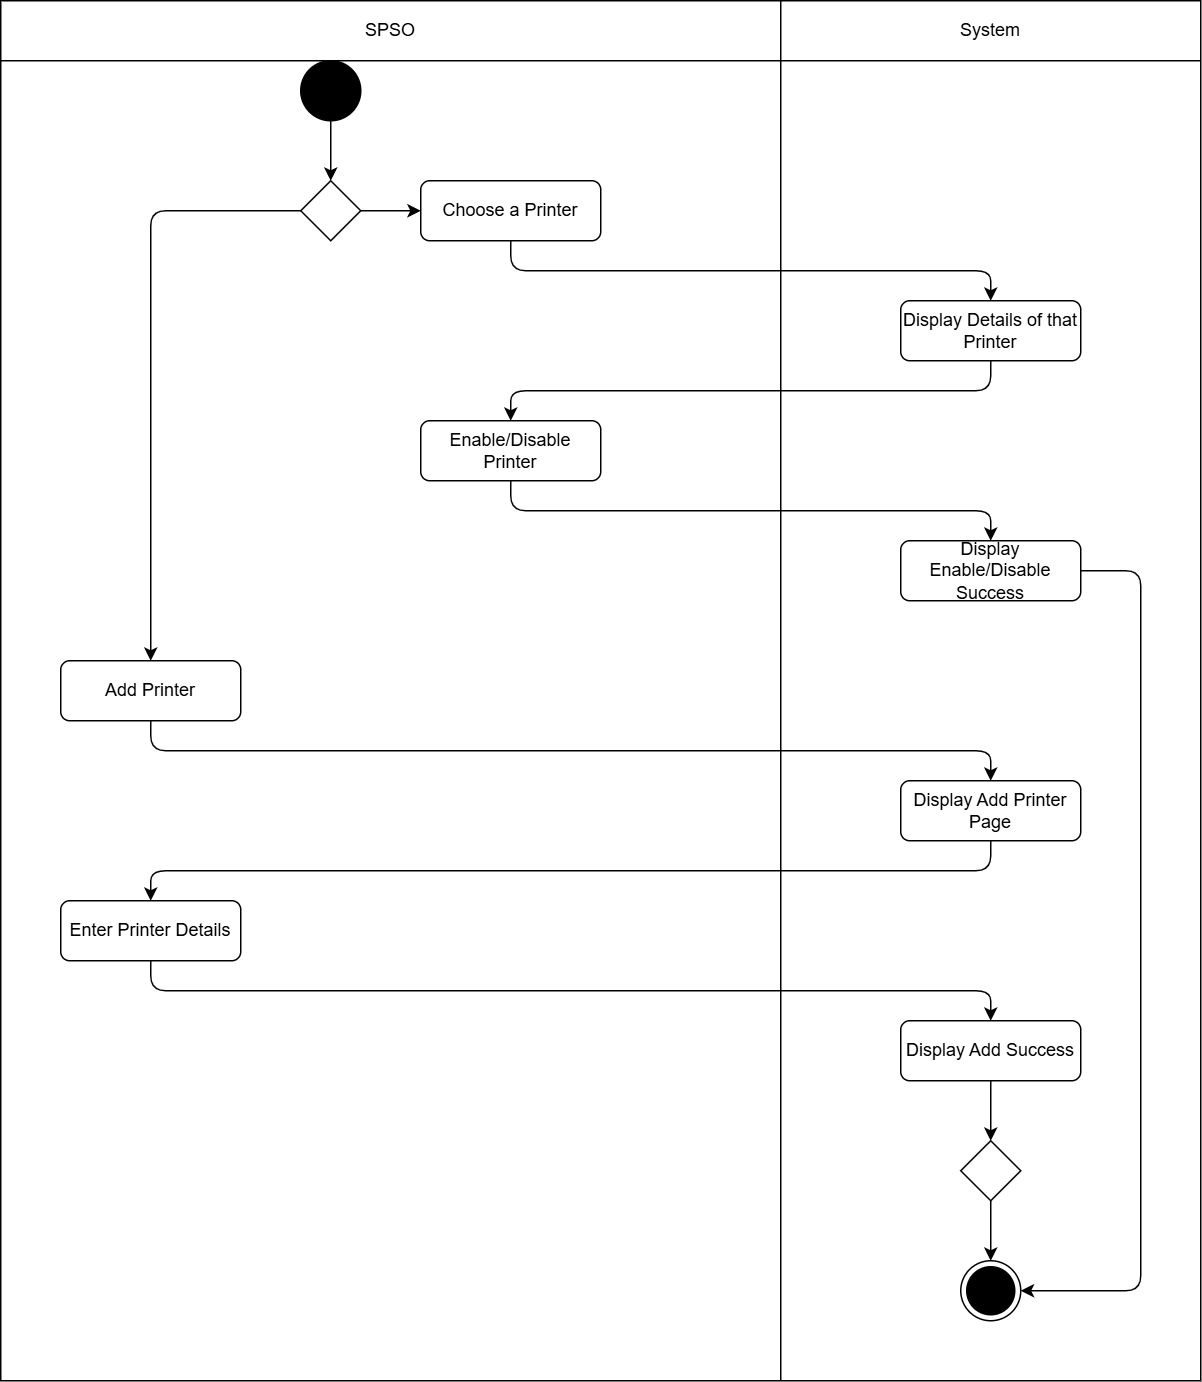 SPSO
System
Choose a Printer
Display Details of that
Printer
Enable/Disable
Printer
Display
Enable/Disable
Success
Add Printer
Display Add Printer
Page
Enter Printer Details
Display Add Success